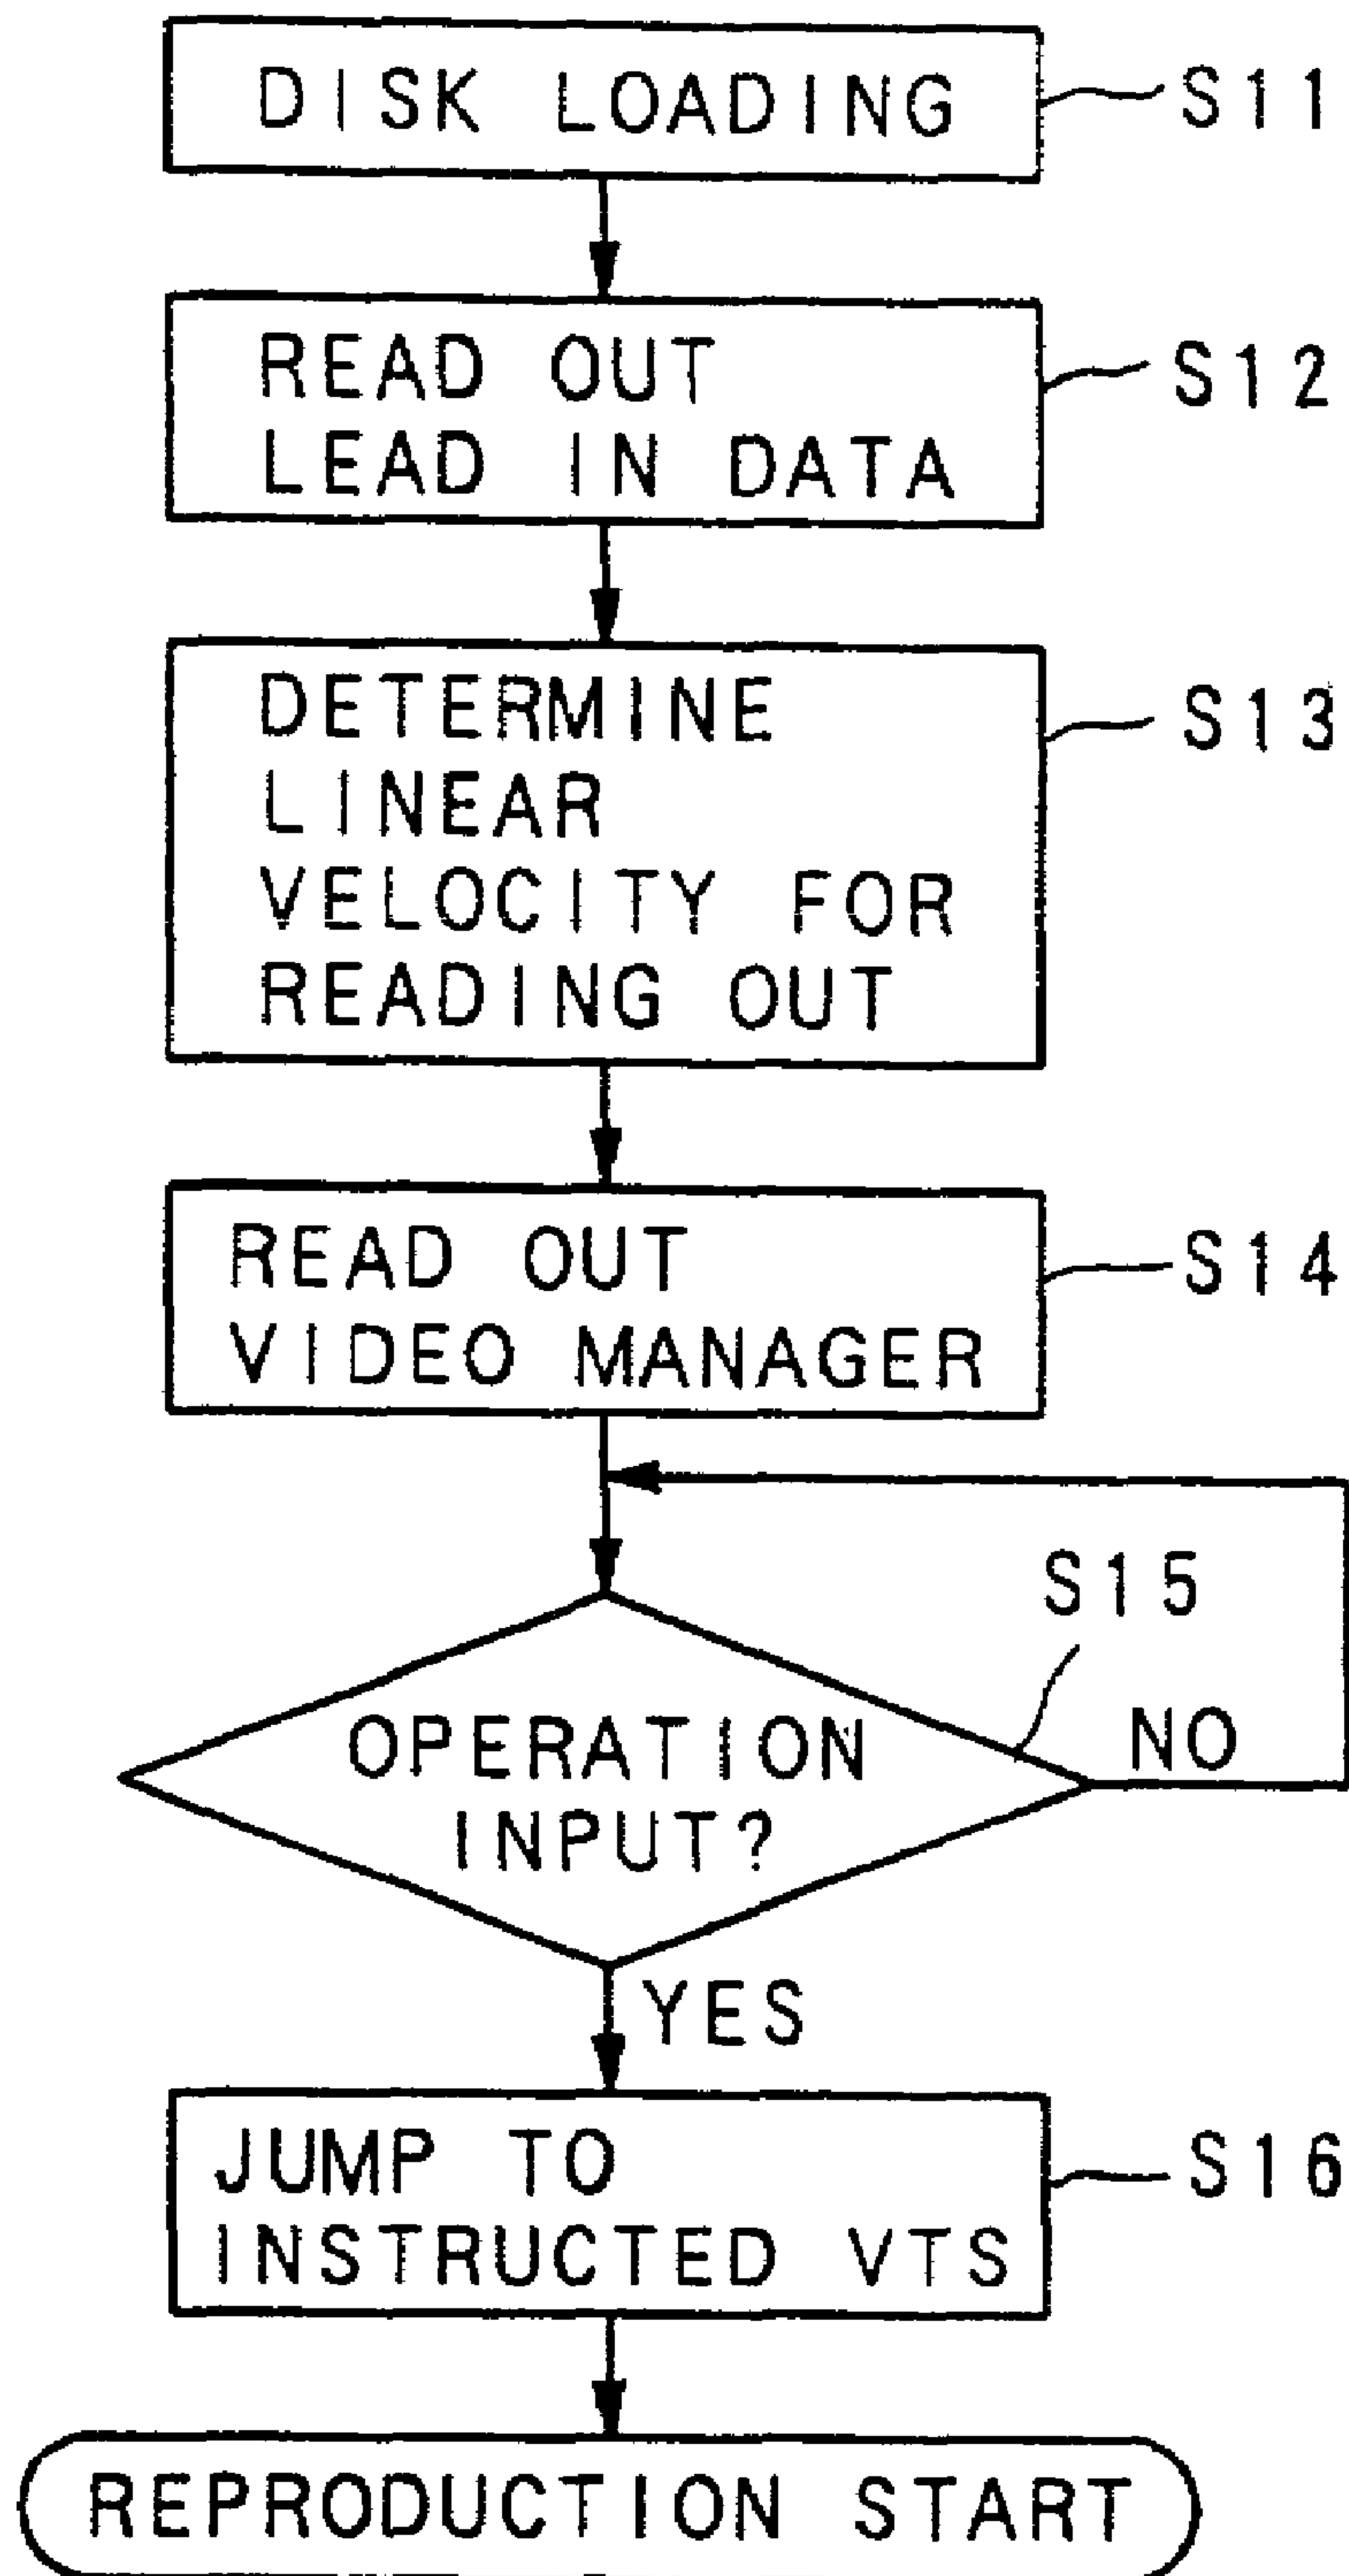 DISK LOADING
S11
READ OUT
LEAD IN DATA
S12
DETERMINE
LINEAR
VELOCITY FOR
READING OUT
S13
READ OUT
VIDEO MANAGER
S14
S15
OPERATION
INPUT?
NO
YES
JUMP TO
INSTRUCTED VTS
S16
REPRODUCTION START